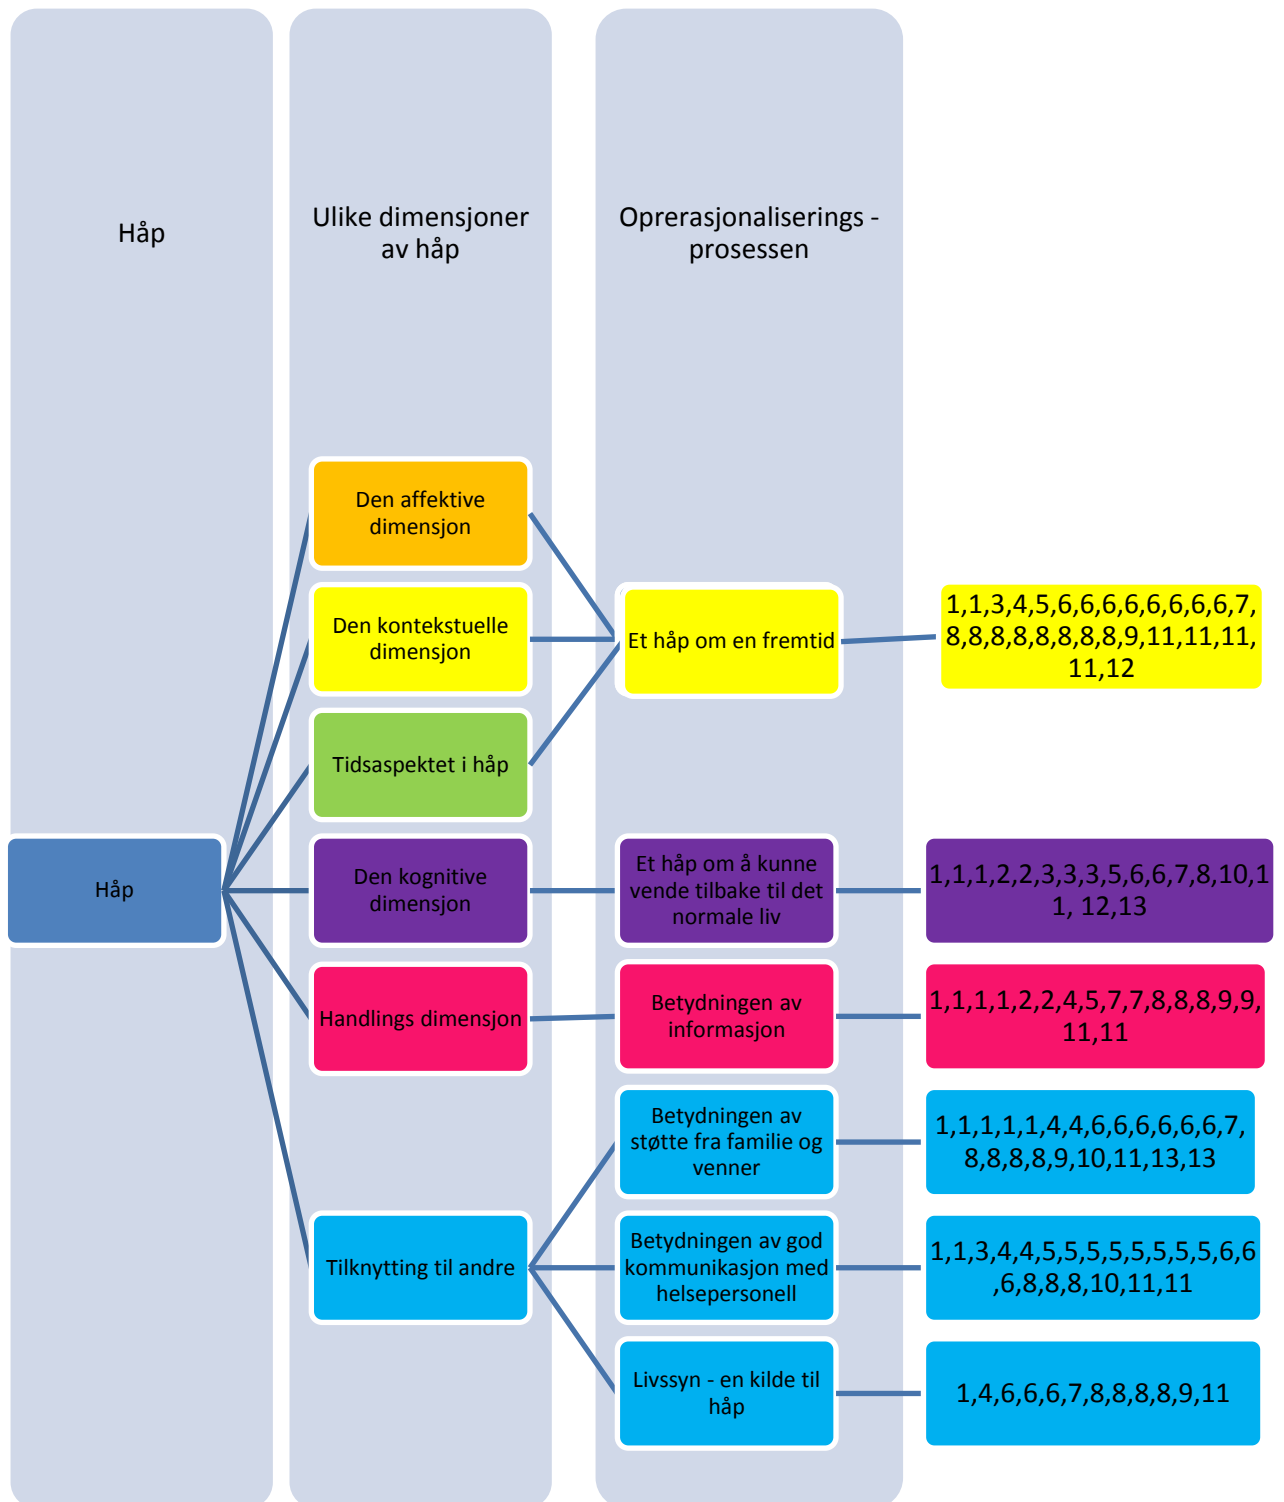 Håp
Ulike dimensjoner
av håp
Oprerasjonaliserings -
prosessen
Den affektive
dimensjon
Den kontekstuelle
dimensjon
Et håp om en fremtid
1,1,3,4,5,6,6,6,6,6,6,6,6,7,
8,8,8,8,8,8,8,8,9,11,11,11,
11,12
Tidsaspektet i håp
Håp
Den kognitive
dimensjon
Et håp om å kunne
vende tilbake til det
normale liv
1,1,1,2,2,3,3,3,5,6,6,7,8,10,1
1, 12,13
Handlings dimensjon
Betydningen av
informasjon
1,1,1,1,2,2,4,5,7,7,8,8,8,9,9,
11,11
Betydningen av
støtte fra familie og
venner
1,1,1,1,1,4,4,6,6,6,6,6,6,7,
8,8,8,8,9,10,11,13,13
Tilknytting til andre
Betydningen av god
kommunikasjon med
helsepersonell
1,1,3,4,4,5,5,5,5,5,5,5,5,6,6
,6,8,8,8,10,11,11
Livssyn - en kilde til
håp
1,4,6,6,6,7,8,8,8,8,9,11